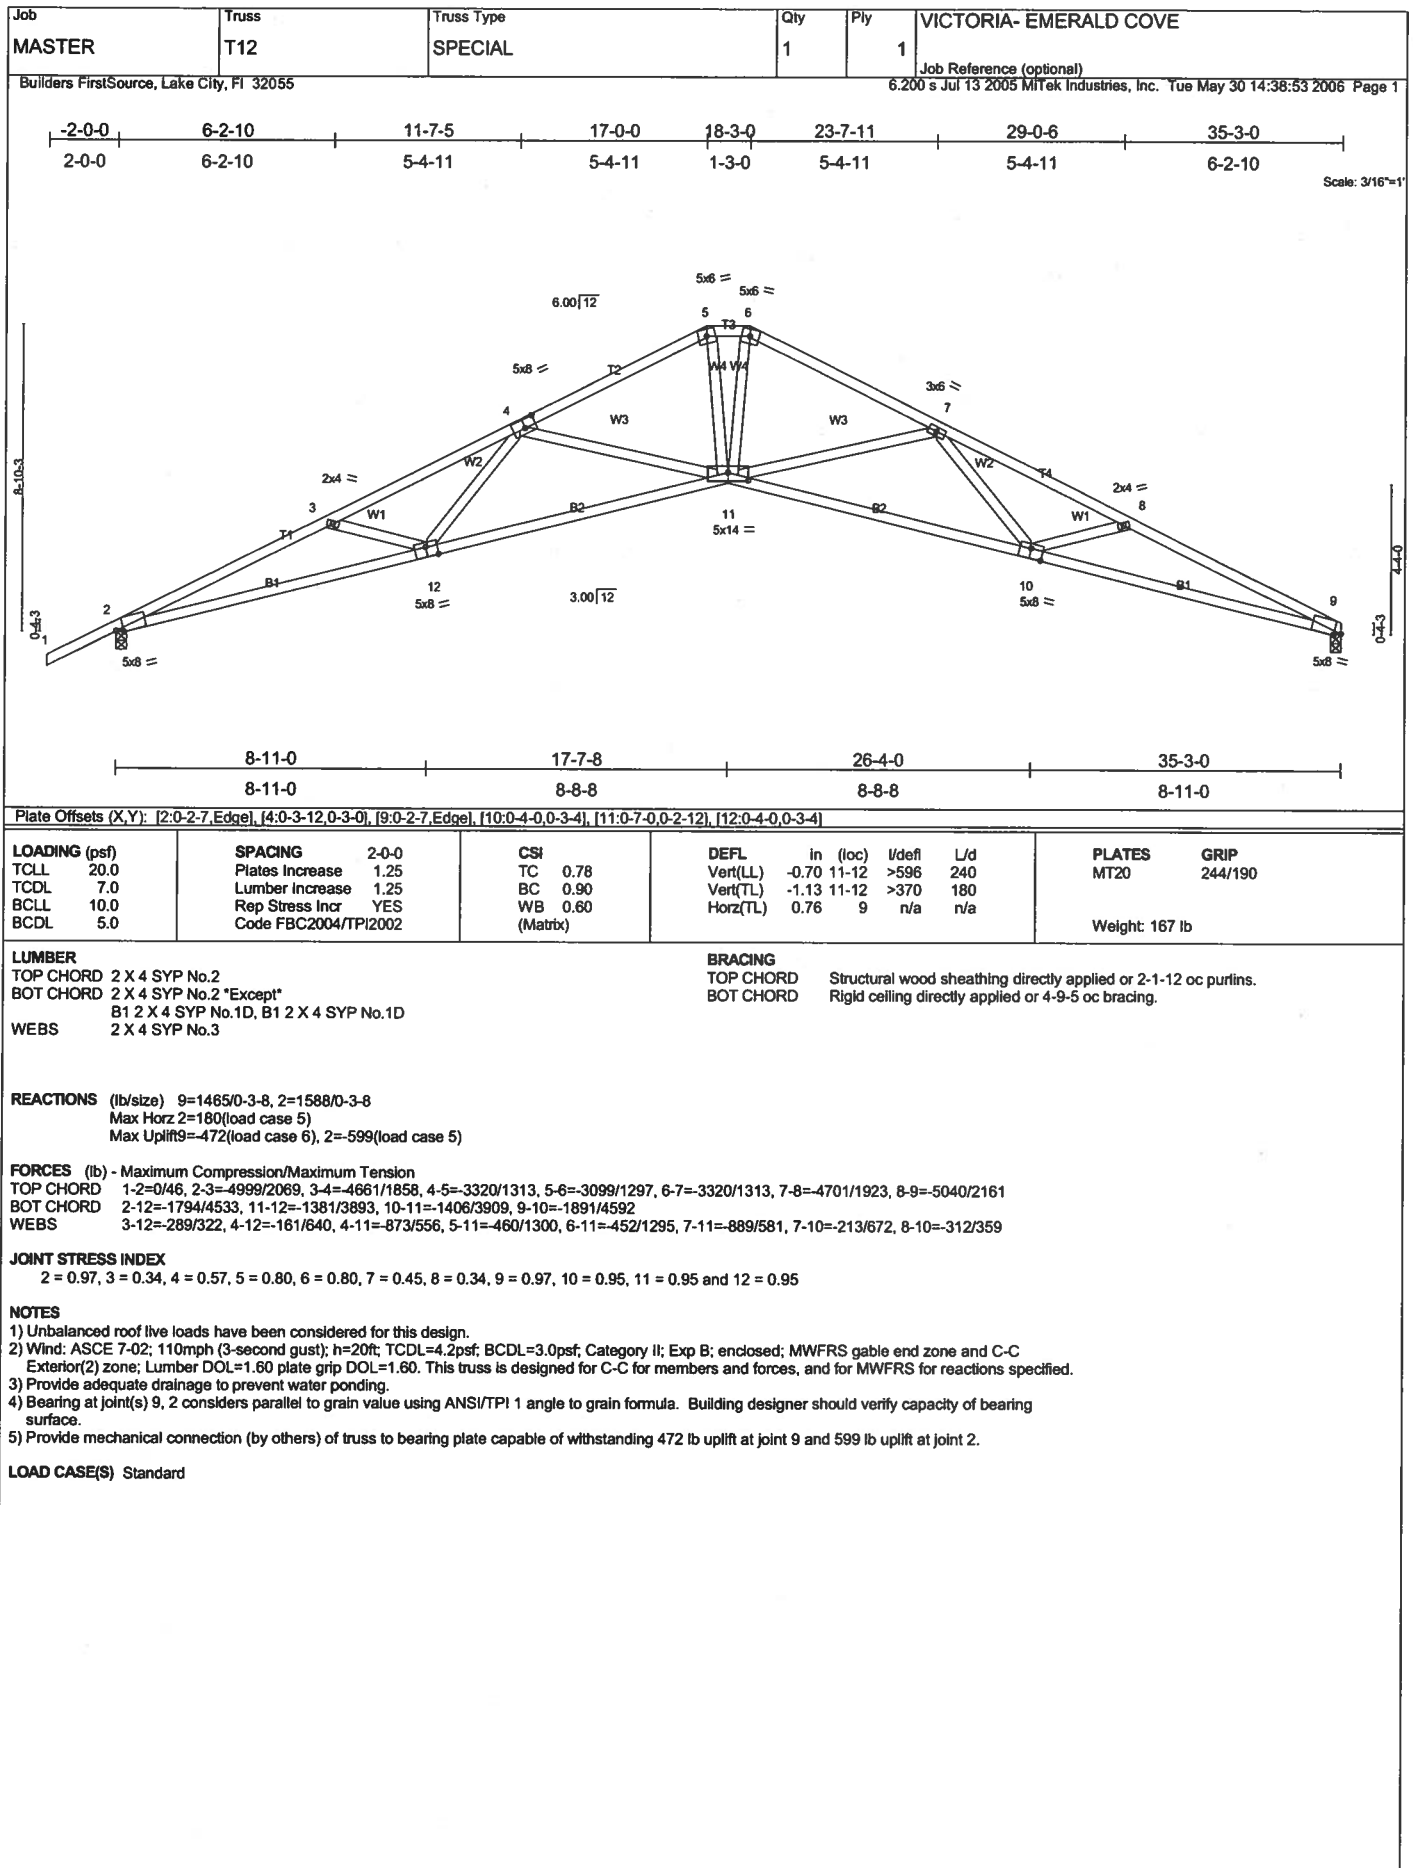 Job Truss Truss Type Qty Ply VICTORIA- EMERALD COVE
MASTER T12 SPECIAL 1 1
Job Reference (optional)
Builders FirstSource, Lake City, Fl 32055 6.200 s Jul 13 2005 MiTek Industries, Inc. Tue May 30 14:38:53 2006 Page 1
-2-0-0 6-2-10 11-7-5 17-0-0 18-3-0 23-7-11 29-0-6 35-3-0
2-0-0 6-2-10 5-4-11 5-4-11 1-3-0 5-4-11 5-4-11 6-2-10
Scale: 3/16"=1'
5x6 =
5x6 =
6.00 12
5 6
T3
5x8 =
T2
W4 W4
3x6 =
4
W3
W3
7
8-10-3
W2
W2
T4
2x4 =
2x4 =
3
W1
T1
B2
11
5x14 =
B2
W1
8
4-4-0
B1
12
5x8 =
3.00 12
10
5x8 =
B1
2
9
0-4-3
1
0-4-3
5x8 =
5x8 =
8-11-0 17-7-8 26-4-0 35-3-0
8-11-0 8-8-8 8-8-8 8-11-0
Plate Offsets (X,Y): [2:0-2-7,Edge], [4:0-3-12,0-3-0], [9:0-2-7,Edge], [10:0-4-0,0-3-4], [11:0-7-0,0-2-12], [12:0-4-0,0-3-4]
LOADING (psf) SPACING 2-0-0 CSI DEFL in (loc) l/defl L/d PLATES GRIP
TCLL 20.0 Plates Increase 1.25 TC 0.78 Vert(LL) -0.70 11-12 >596 240 MT20 244/190
TCDL 7.0 Lumber Increase 1.25 BC 0.90 Vert(TL) -1.13 11-12 >370 180
BCLL 10.0 Rep Stress Incr YES WB 0.60 Horz(TL) 0.76 9 n/a n/a
BCDL 5.0 Code FBC2004/TPI2002 (Matrix) Weight: 167 lb
LUMBER
TOP CHORD 2 X 4 SYP No.2
BOT CHORD 2 X 4 SYP No.2 *Except*
B1 2 X 4 SYP No.1D, B1 2 X 4 SYP No.1D
WEBS 2 X 4 SYP No.3
BRACING
TOP CHORD Structural wood sheathing directly applied or 2-1-12 oc purlins.
BOT CHORD Rigid ceiling directly applied or 4-9-5 oc bracing.
REACTIONS (lb/size) 9=1465/0-3-8, 2=1588/0-3-8
Max Horz 2=180(load case 5)
Max Uplift9=-472(load case 6), 2=-599(load case 5)
FORCES (lb) - Maximum Compression/Maximum Tension
TOP CHORD 1-2=0/46, 2-3=-4999/2069, 3-4=-4661/1858, 4-5=-3320/1313, 5-6=-3099/1297, 6-7=-3320/1313, 7-8=-4701/1923, 8-9=-5040/2161
BOT CHORD 2-12=-1794/4533, 11-12=-1381/3893, 10-11=-1406/3909, 9-10=-1891/4592
WEBS 3-12=-289/322, 4-12=-161/640, 4-11=-873/556, 5-11=-460/1300, 6-11=-452/1295, 7-11=-889/581, 7-10=-213/672, 8-10=-312/359
JOINT STRESS INDEX
2 = 0.97, 3 = 0.34, 4 = 0.57, 5 = 0.80, 6 = 0.80, 7 = 0.45, 8 = 0.34, 9 = 0.97, 10 = 0.95, 11 = 0.95 and 12 = 0.95
NOTES
1) Unbalanced roof live loads have been considered for this design.
2) Wind: ASCE 7-02; 110mph (3-second gust); h=20ft; TCDL=4.2psf; BCDL=3.0psf; Category II; Exp B; enclosed; MWFRS gable end zone and C-C
Exterior(2) zone; Lumber DOL=1.60 plate grip DOL=1.60. This truss is designed for C-C for members and forces, and for MWFRS for reactions specified.
3) Provide adequate drainage to prevent water ponding.
4) Bearing at joint(s) 9, 2 considers parallel to grain value using ANSI/TPI 1 angle to grain formula. Building designer should verify capacity of bearing
surface.
5) Provide mechanical connection (by others) of truss to bearing plate capable of withstanding 472 lb uplift at joint 9 and 599 lb uplift at joint 2.
LOAD CASE(S) Standard